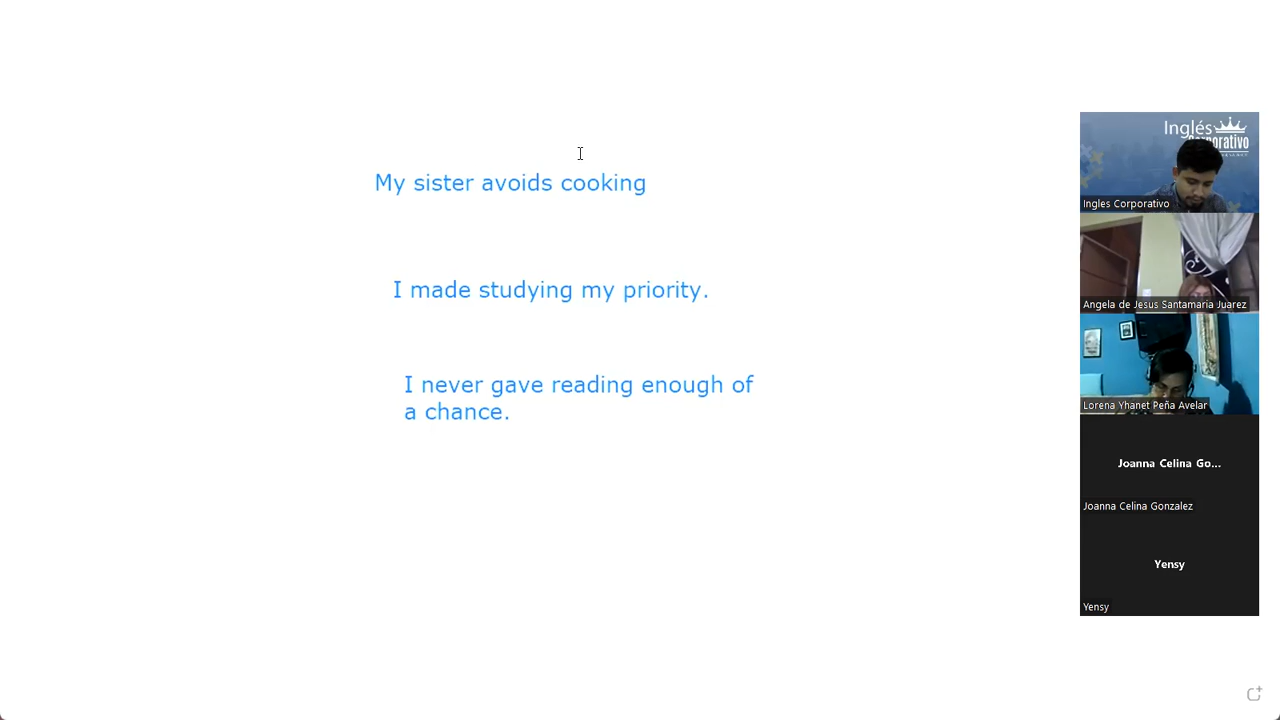 My sister avoids cooking
I made studying my priority.
I never gave reading enough of
a chance.
Inglés
Corporativo
Ingles Corporativo
Angela de Jesus Santamaria Juarez
Lorena Yhanet Peña Avelar
Joanna Celina Go...
Joanna Celina Gonzalez
Yensy
Yensy